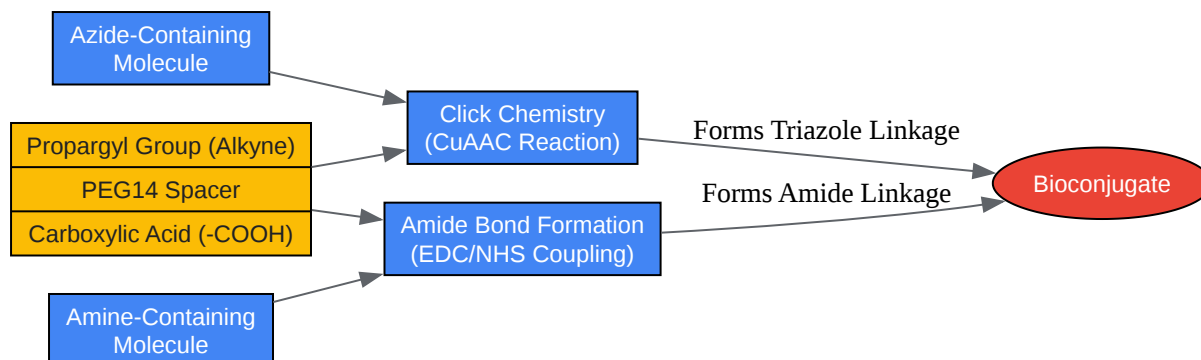 Azide-Containing
Molecule
Propargyl Group (Alkyne)
PEG14 Spacer
Carboxylic Acid (-COOH)
Amine-Containing
Molecule
Click Chemistry
(CuAAC Reaction)
Amide Bond Formation
(EDC/NHS Coupling)
Forms Triazole Linkage
Forms Amide Linkage
Bioconjugate